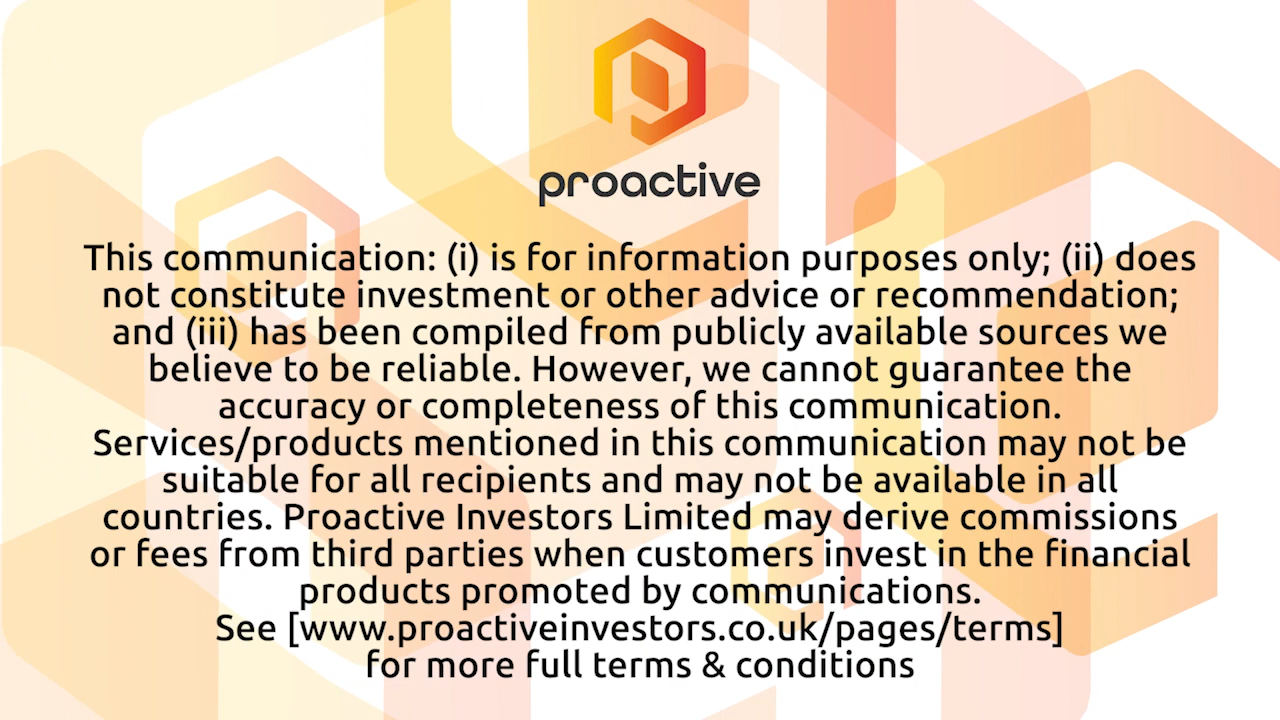 proactive
This communication: (i) is for information purposes only; (ii) does
not constitute investment or other advice or recommendation;
and (iii) has been compiled from publicly available sources we
believe to be reliable. However, we cannot guarantee the
accuracy or completeness of this communication.
Services/products mentioned in this communication may not be
suitable for all recipients and may not be available in all
countries. Proactive Investors Limited may derive commissions
or fees from third parties when customers invest in the financial
products promoted by communications.
See [www.proactiveinvestors.co.uk/pages/terms]
for more full terms & conditions